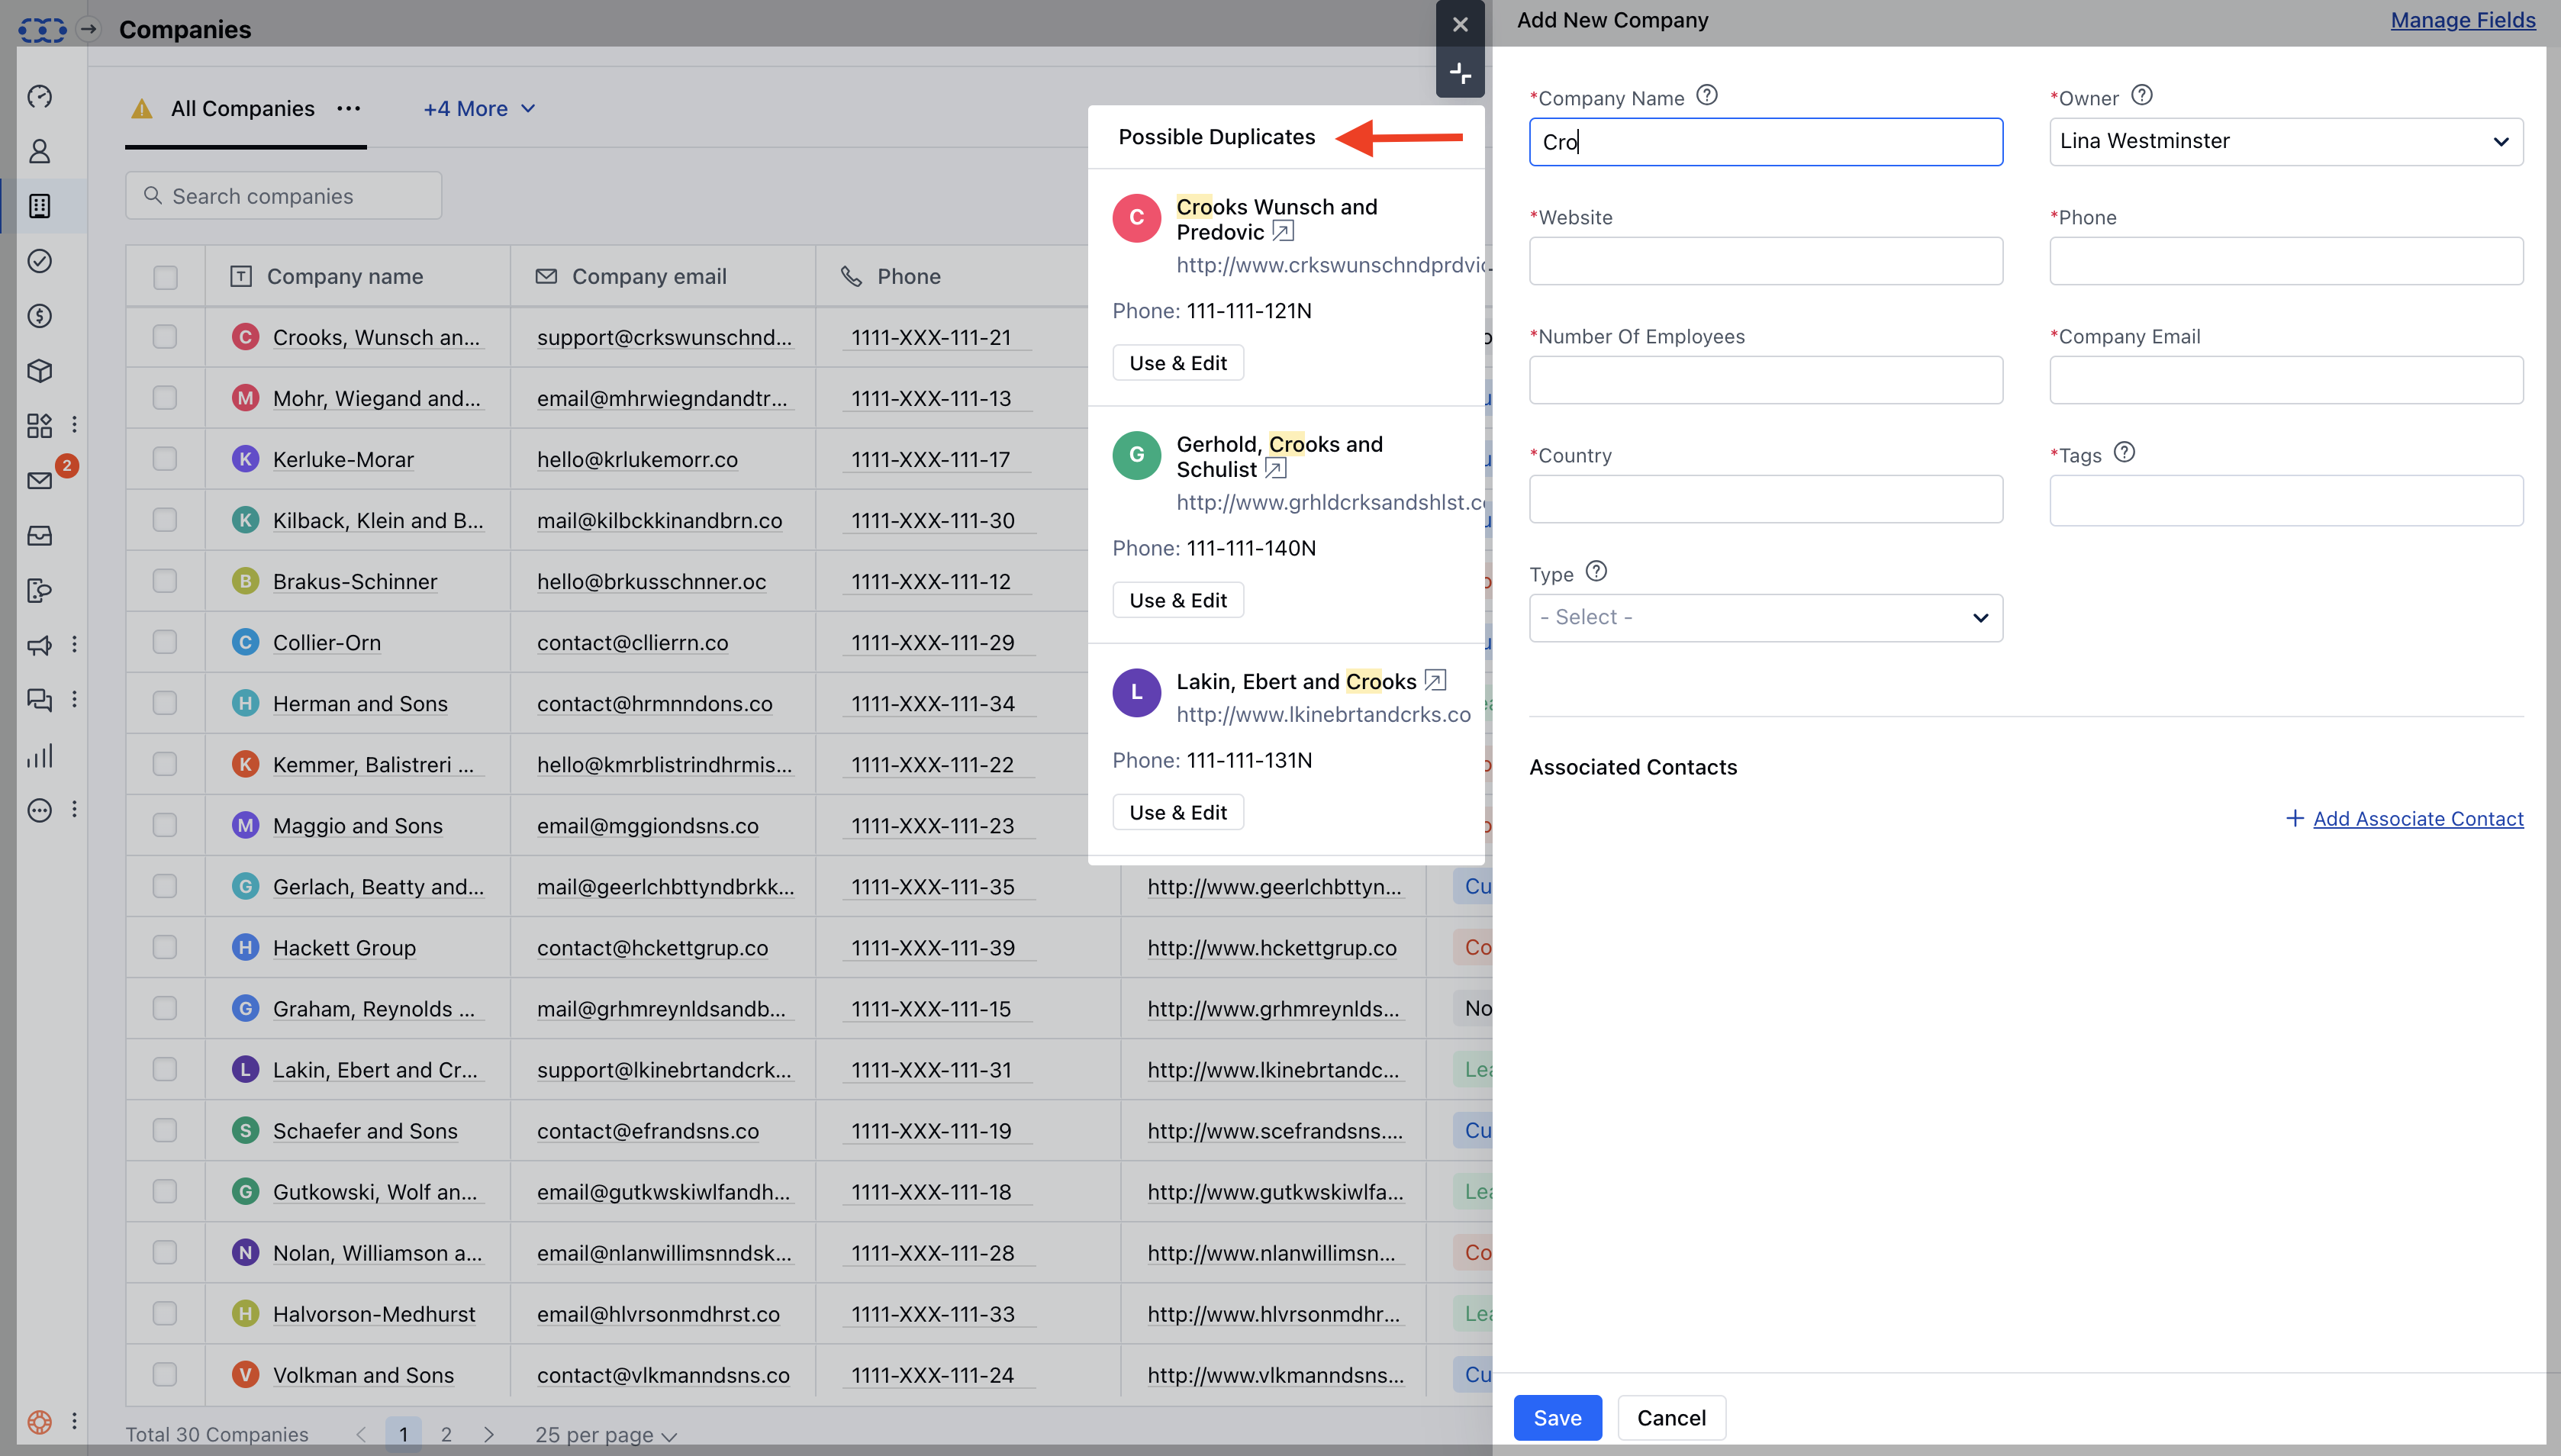 Companies
All Companies
+4 More
Search companies
Company name
Company email
Phone
C
Crooks, Wunsch an...
support@crkswunschnd...
1111-XXX-111-21
M
Mohr, Wiegand and...
email@mhrwiegndandtr...
1111-XXX-111-13
K
Kerluke-Morar
hello@krlukemorr.co
1111-XXX-111-17
K
Kilback, Klein and B...
mail@kilbckkinandbrn.co
1111-XXX-111-30
B
Brakus-Schinner
hello@brkusschnner.oc
1111-XXX-111-12
C
Collier-Orn
contact@cllierrn.co
1111-XXX-111-29
H
Herman and Sons
contact@hrmnndons.co
1111-XXX-111-34
K
Kemmer, Balistreri ...
hello@kmrblistrindhrmis...
1111-XXX-111-22
M
Maggio and Sons
email@mggiondsns.co
1111-XXX-111-23
G
Gerlach, Beatty and...
mail@geerlchbttyndbrkk...
1111-XXX-111-35
http://www.geerlchbttyn...
Cu
H
Hackett Group
contact@hckettgrup.co
1111-XXX-111-39
http://www.hckettgrup.co
Co
G
Graham, Reynolds ...
mail@grhmreynldsandb...
1111-XXX-111-15
http://www.grhmreynlds...
No
L
Lakin, Ebert and Cr...
support@lkinebrtandcrk...
1111-XXX-111-31
http://www.lkinebrtandc...
Lea
S
Schaefer and Sons
contact@efrandsns.co
1111-XXX-111-19
http://www.scefrandsns....
Cu
G
Gutkowski, Wolf an...
email@gutkwskiwlfandh...
1111-XXX-111-18
http://www.gutkwskiwlfa...
Lea
N
Nolan, Williamson a...
email@nlanwillimsnndsk...
1111-XXX-111-28
http://www.nlanwillimsn...
Co
H
Halvorson-Medhurst
email@hlvrsonmdhrst.co
1111-XXX-111-33
http://www.hlvrsonmdhr...
Lea
V
Volkman and Sons
contact@vlkmanndsns.co
1111-XXX-111-24
http://www.vlkmanndsns...
Cu
2
Total 30 Companies
1
2
25 per page
Possible Duplicates
C
Crooks Wunsch and
Predovic
http://www.crkswunschndprdvic
Phone: 111-111-121N
Use & Edit
G
Gerhold, Crooks and
Schulist
http://www.grhldcrksandshlst.c
Phone: 111-111-140N
Use & Edit
L
Lakin, Ebert and Crooks
http://www.lkinebrtandcrks.co
Phone: 111-111-131N
Use & Edit
Add New Company
Manage Fields
*Company Name
Cro
*Owner
Lina Westminster
*Website
*Phone
*Number Of Employees
*Company Email
*Country
*Tags
Type
- Select -
Associated Contacts
+ Add Associate Contact
Save
Cancel